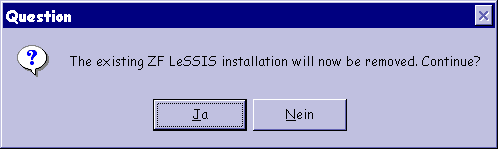 Question
The existing ZF LeSSIS installation will now be removed. Continue?
Ja
Nein